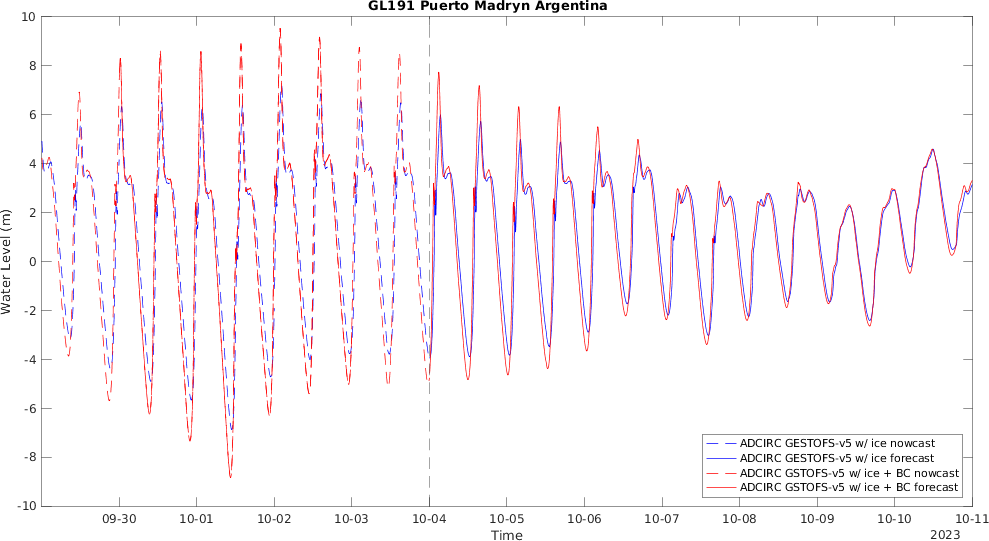 GL191 Puerto Madryn Argentina
10
8
6
4
2
0
-2
-4
-6
-8
-10
Water Level (m)
ADCIRC GESTOFS-v5 w/ ice nowcast
ADCIRC GESTOFS-v5 w/ ice forecast
ADCIRC GSTOFS-v5 w/ ice + BC nowcast
ADCIRC GSTOFS-v5 w/ ice + BC forecast
09-30 10-01 10-02 10-03 10-04 10-05 10-06 10-07 10-08 10-09 10-10 10-11
Time
2023